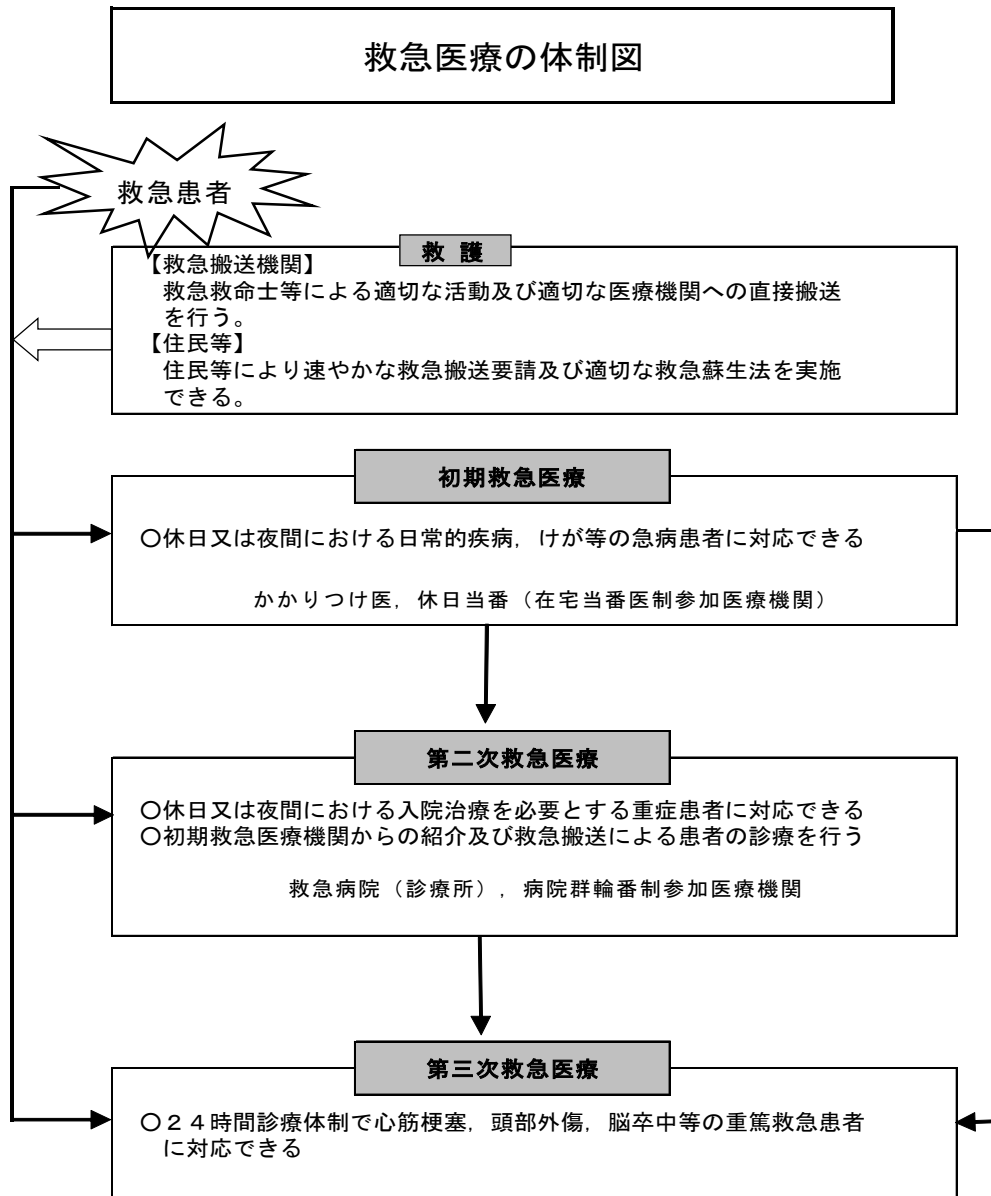 救急医療の体制図
救急患者
救 護
【救急搬送機関】
救急救命士等による適切な活動及び適切な医療機関への直接搬送
を行う。
【住民等】
住民等により速やかな救急搬送要請及び適切な救急蘇生法を実施
できる。
初期救急医療
○休日又は夜間における日常的疾病，けが等の急病患者に対応できる
かかりつけ医，休日当番（在宅当番医制参加医療機関）
第二次救急医療
○休日又は夜間における入院治療を必要とする重症患者に対応できる
○初期救急医療機関からの紹介及び救急搬送による患者の診療を行う
救急病院（診療所），病院群輪番制参加医療機関
第三次救急医療
○２４時間診療体制で心筋梗塞，頭部外傷，脳卒中等の重篤救急患者
に対応できる